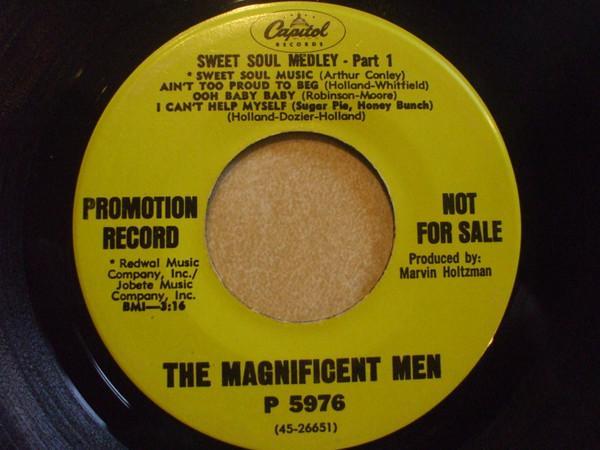 Capitol
RECORDS
SWEET SOUL MEDLEY - Part 1
* SWEET SOUL MUSIC (Arthur Conley)
AIN'T TOO PROUD TO BEG (Holland-Whitfield)
OOH BABY BABY (Robinson-Moore)
I CAN'T HELP MYSELF (Sugar Pie, Honey Bunch)
(Holland-Dozier-Holland)
PROMOTION
RECORD
* Redwal Music
Company, Inc./
Jobete Music
Company, Inc.
BMI—3:16
NOT
FOR SALE
Produced by:
Marvin Holtzman
THE MAGNIFICENT MEN
P 5976
(45-26651)